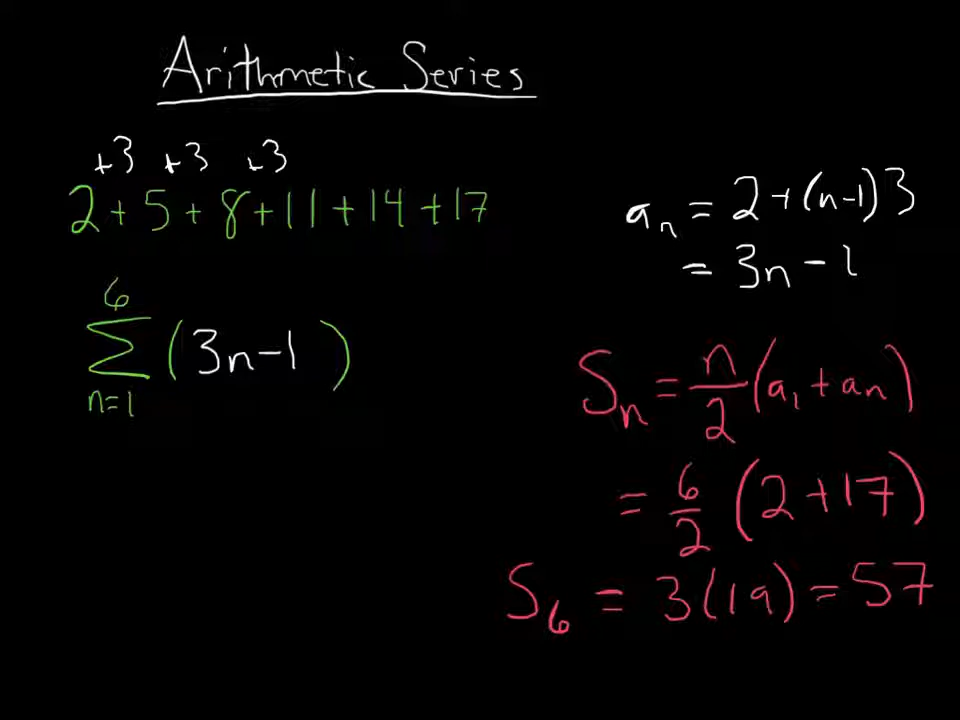 Arithmetic Series
+3 +3 +3
2+5+8+11+14+17
6
∑ (3n-1)
n=1
aₙ = 2+(n-1)3
= 3n-1
Sₙ = n/2 (a₁+aₙ)
= 6/2 (2+17)
S₆ = 3(19) = 57